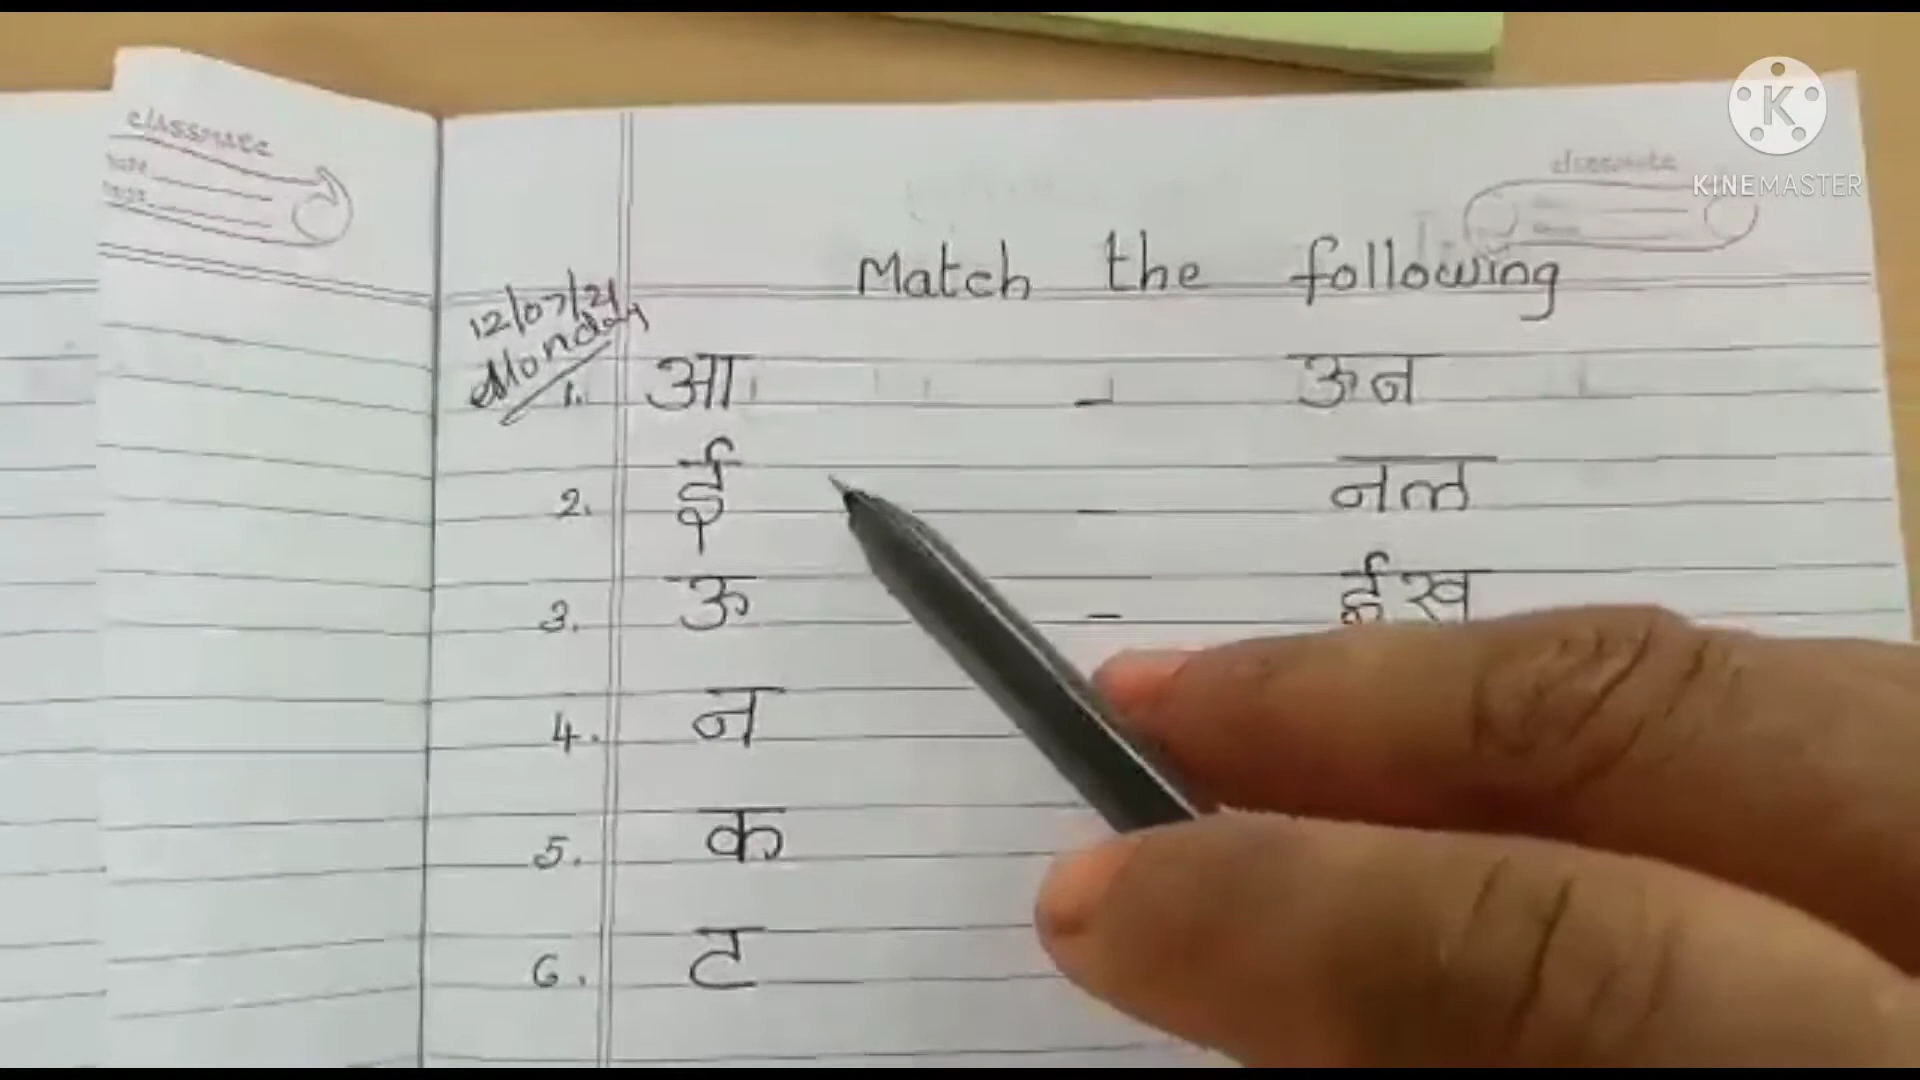 classmate
classmate
KINEMASTER
Match the following
12/07/21
Monday
1. आ - ऊन
2. ई - नल
3. ऊ - ईख
4. न
5. क
6. ट